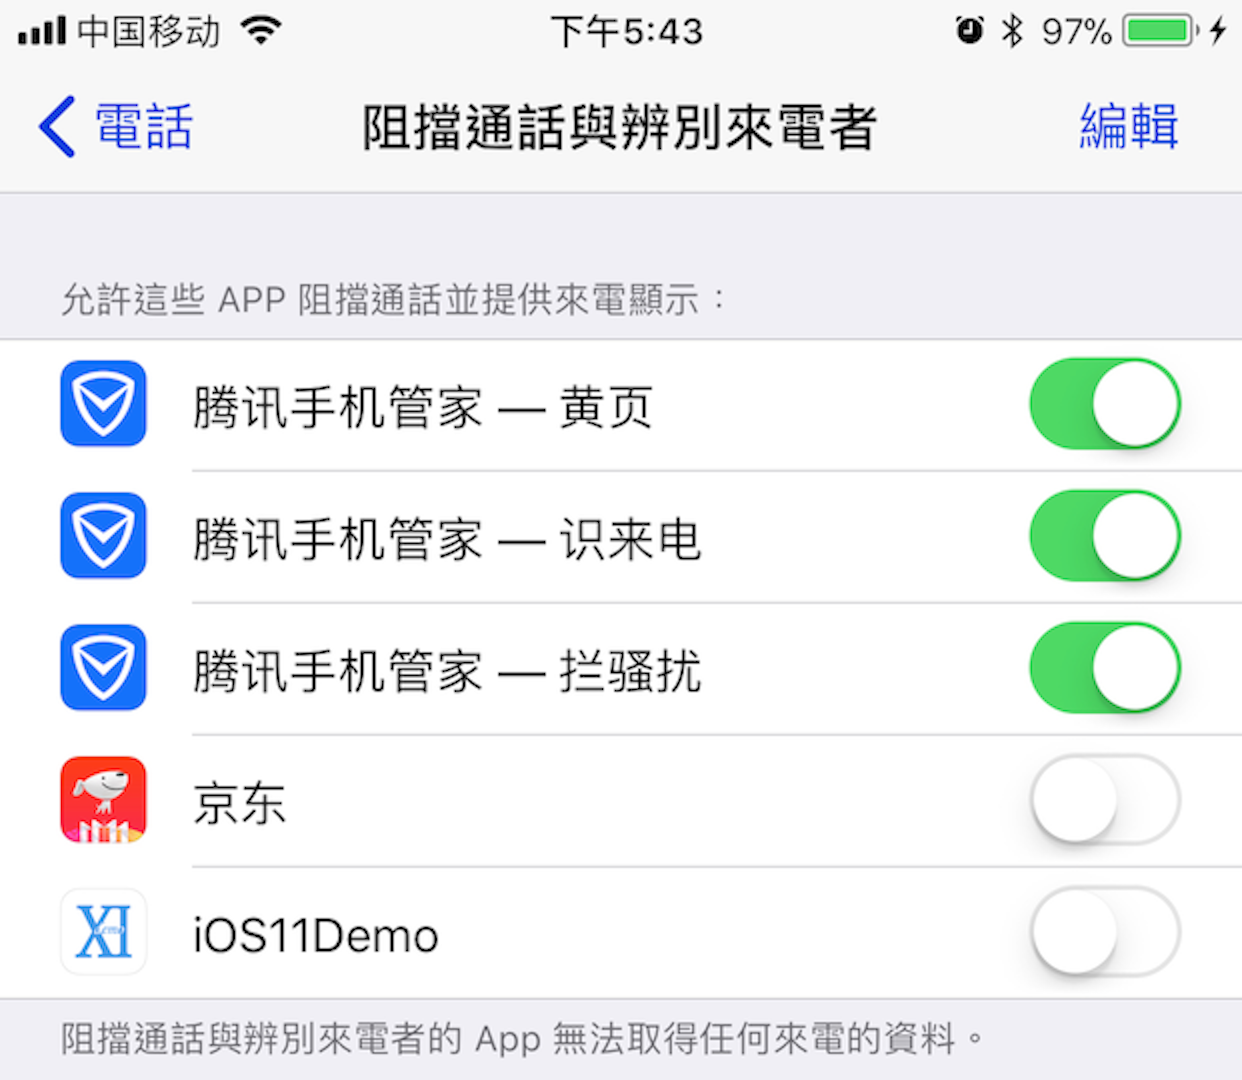 中国移动 下午5:43 97%
電話 阻擋通話與辨別來電者 編輯
允許這些 APP 阻擋通話並提供來電顯示：
腾讯手机管家 — 黄页
腾讯手机管家 — 识来电
腾讯手机管家 — 拦骚扰
京东
XI
iOS11Demo
阻擋通話與辨別來電者的 App 無法取得任何來電的資料。